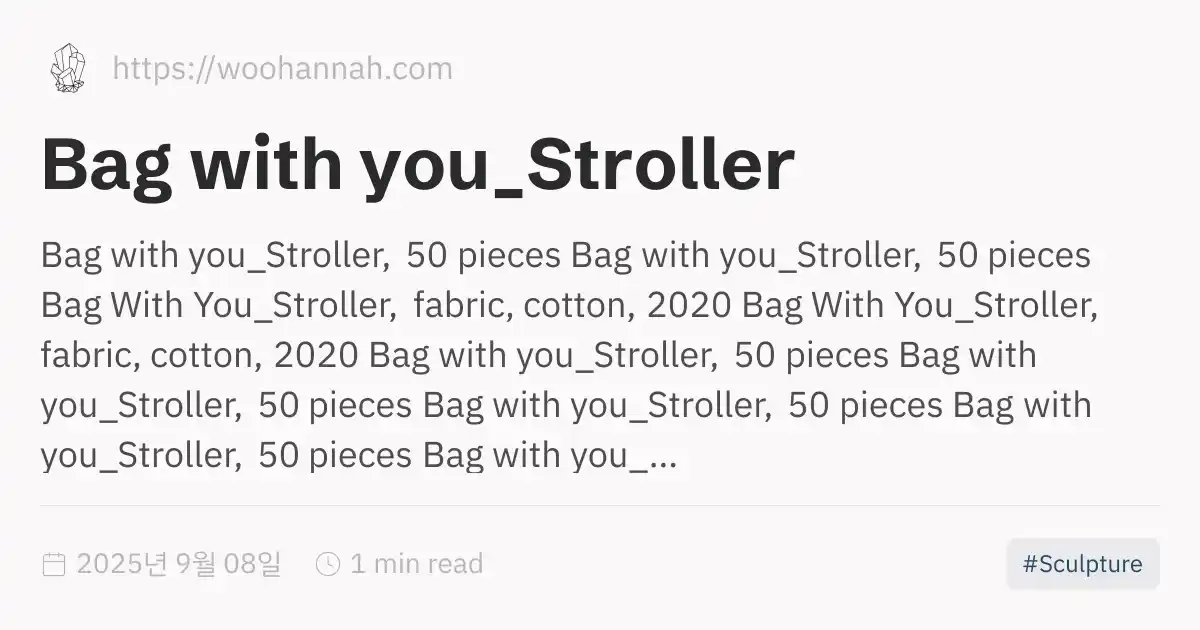 https://woohannah.com
Bag with you_Stroller
Bag with you_Stroller, 50 pieces Bag with you_Stroller, 50 pieces
Bag With You_Stroller, fabric, cotton, 2020 Bag With You_Stroller,
fabric, cotton, 2020 Bag with you_Stroller, 50 pieces Bag with
you_Stroller, 50 pieces Bag with you_Stroller, 50 pieces Bag with
you_Stroller, 50 pieces Bag with you_...
2025년 9월 08일 1 min read
#Sculpture